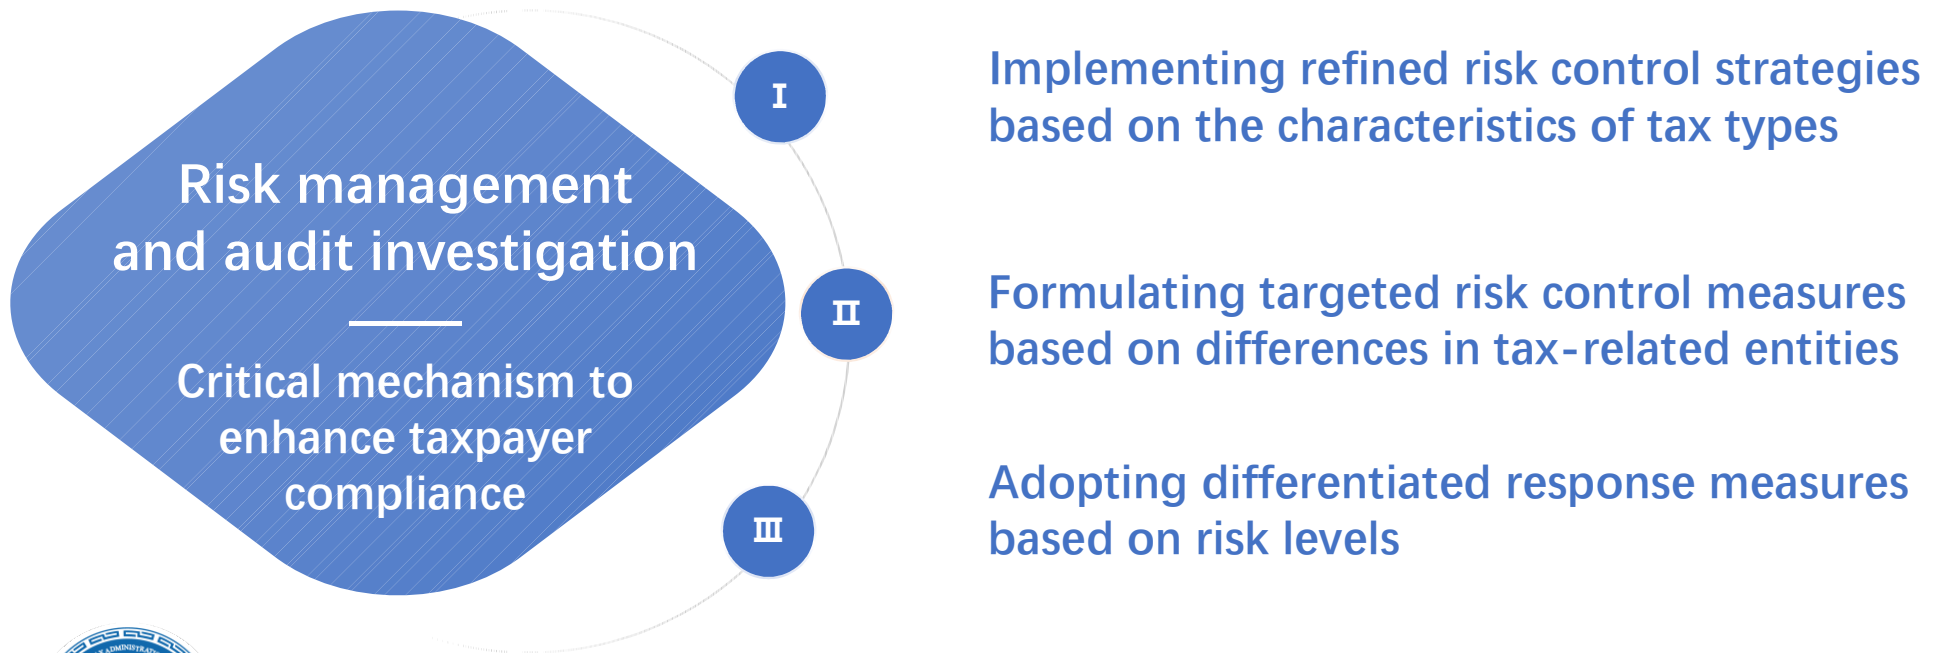 Risk management
and audit investigation
Critical mechanism to
enhance taxpayer
compliance
I
Implementing refined risk control strategies
based on the characteristics of tax types
II
Formulating targeted risk control measures
based on differences in tax-related entities
III
Adopting differentiated response measures
based on risk levels